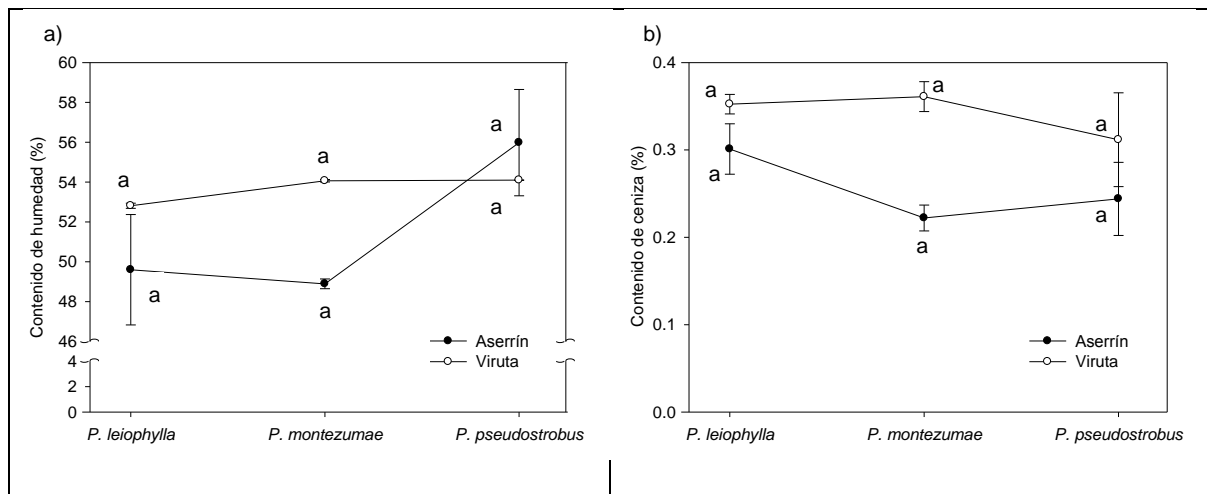 a)
Contenido de humedad (%)
60
58
56
54
52
50
48
46
4
2
0
a
a
a
a
a
a
Aserrín
Viruta
P. leiophylla
P. montezumae
P. pseudostrobus
b)
Contenido de ceniza (%)
0.4
0.3
0.2
0.1
0.0
a
a
a
a
a
a
Aserrín
Viruta
P. leiophylla
P. montezumae
P. pseudostrobus